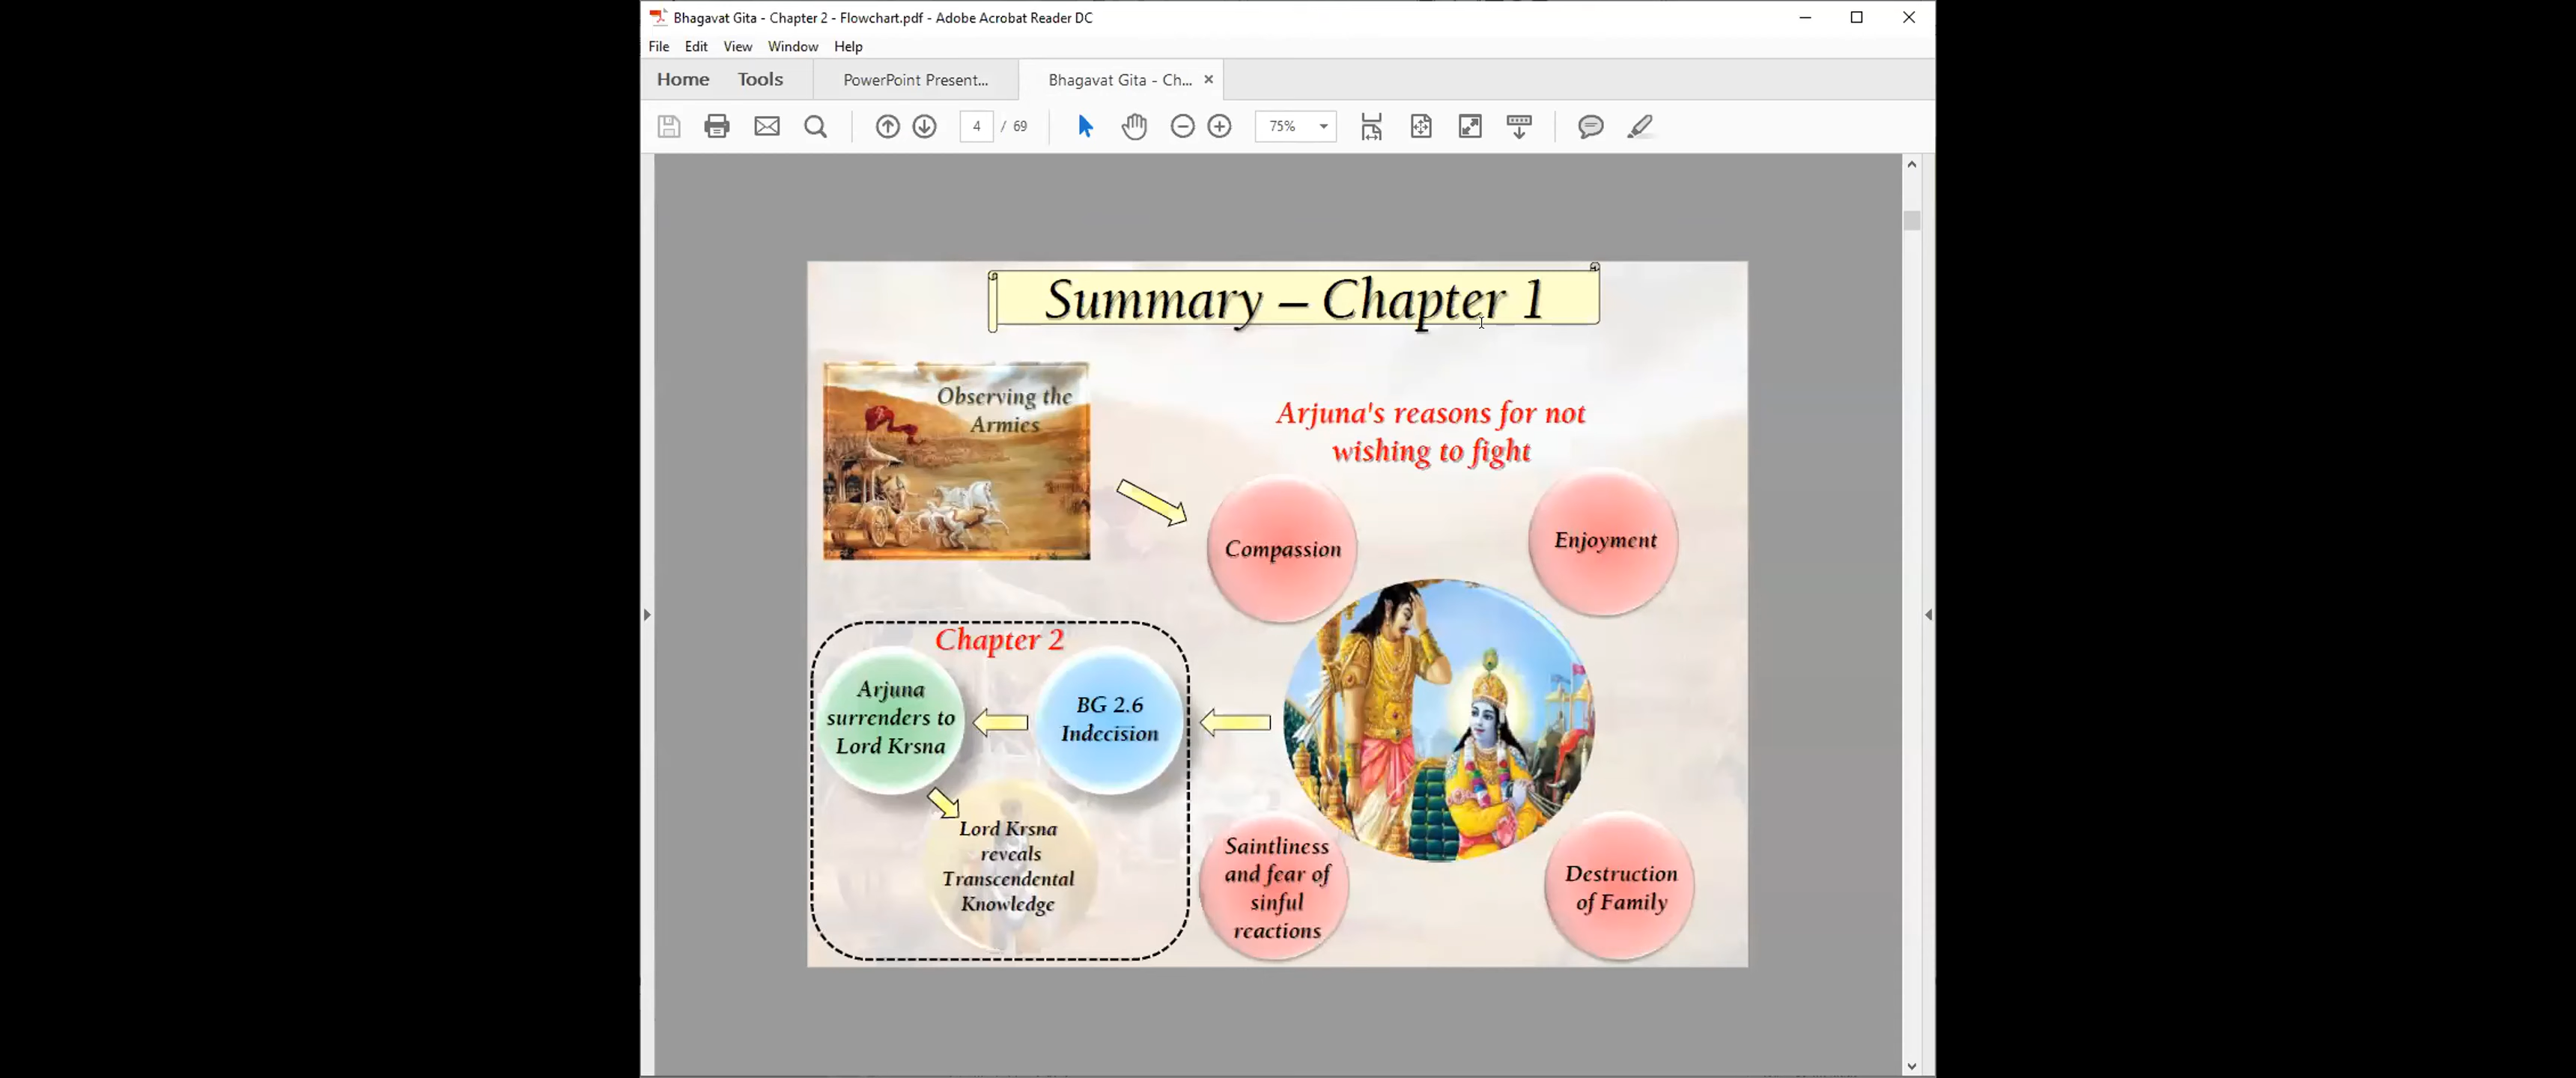 Bhagavat Gita - Chapter 2 - Flowchart.pdf - Adobe Acrobat Reader DC
File Edit View Window Help
Home Tools PowerPoint Present... Bhagavat Gita - Ch...
4 / 69 75%
Summary – Chapter 1
Observing the
Armies
Arjuna's reasons for not
wishing to fight
Compassion
Enjoyment
Chapter 2
Arjuna
surrenders to
Lord Krsna
BG 2.6
Indecision
Lord Krsna
reveals
Transcendental
Knowledge
Saintliness
and fear of
sinful
reactions
Destruction
of Family